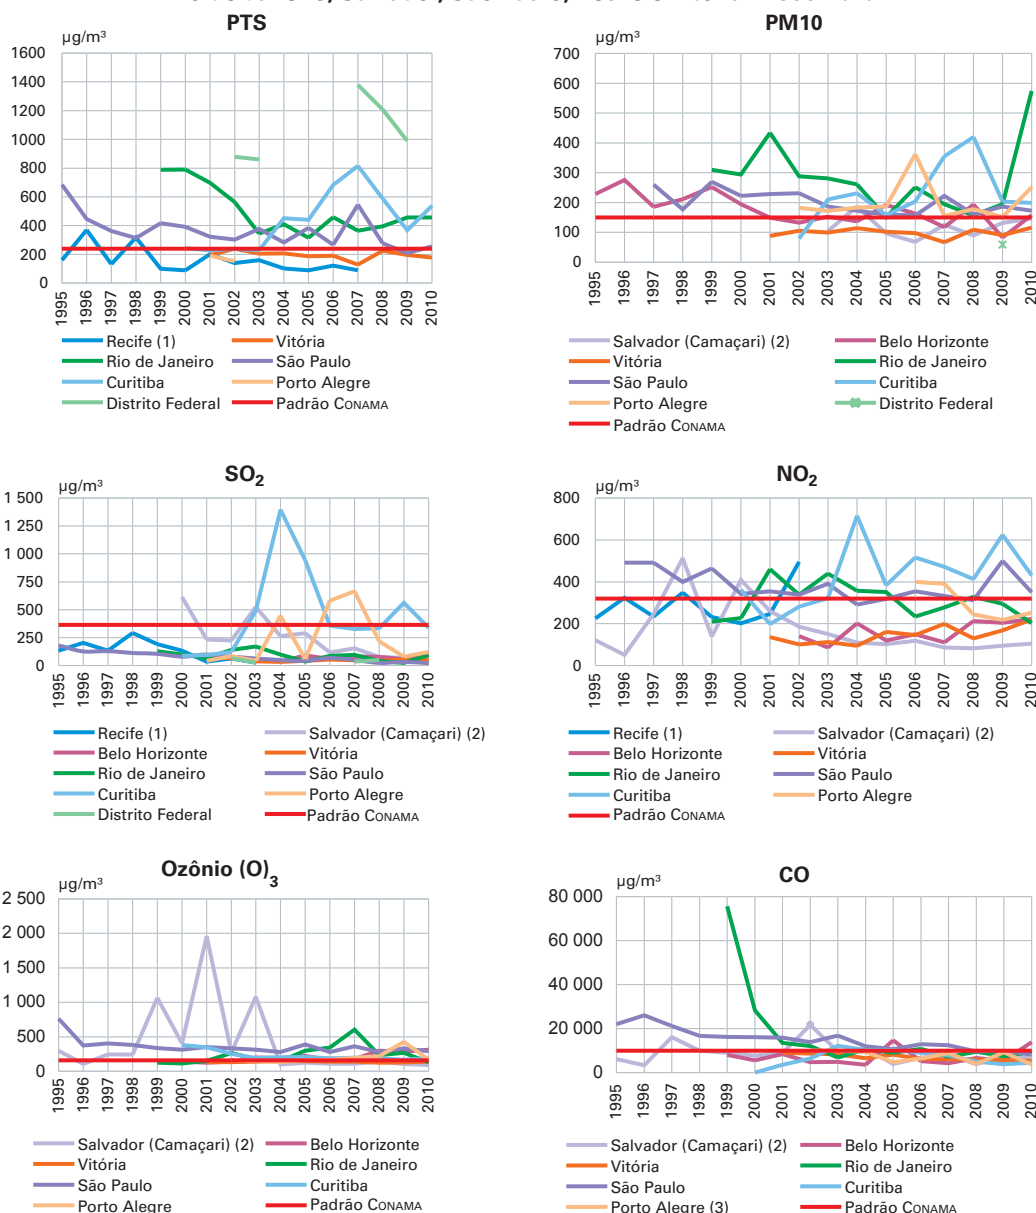 PTS
µg/m³
1600
1400
1200
1000
800
600
400
200
0
1995 1996 1997 1998 1999 2000 2001 2002 2003 2004 2005 2006 2007 2008 2009 2010
Recife (1) Vitória
Rio de Janeiro São Paulo
Curitiba Porto Alegre
Distrito Federal Padrão CONAMA
PM10
µg/m³
700
600
500
400
300
200
100
0
1995 1996 1997 1998 1999 2000 2001 2002 2003 2004 2005 2006 2007 2008 2009 2010
Salvador (Camaçari) (2) Belo Horizonte
Vitória Rio de Janeiro
São Paulo Curitiba
Porto Alegre Distrito Federal
Padrão CONAMA
SO2
µg/m³
1 500
1 250
1 000
750
500
250
0
1995 1996 1997 1998 1999 2000 2001 2002 2003 2004 2005 2006 2007 2008 2009 2010
Recife (1) Salvador (Camaçari) (2)
Belo Horizonte Vitória
Rio de Janeiro São Paulo
Curitiba Porto Alegre
Distrito Federal Padrão CONAMA
NO2
µg/m³
800
600
400
200
0
1995 1996 1997 1998 1999 2000 2001 2002 2003 2004 2005 2006 2007 2008 2009 2010
Recife (1) Salvador (Camaçari) (2)
Belo Horizonte Vitória
Rio de Janeiro São Paulo
Curitiba Porto Alegre
Padrão CONAMA
Ozônio (O)3
µg/m³
2 500
2 000
1 500
1 000
500
0
1995 1996 1997 1998 1999 2000 2001 2002 2003 2004 2005 2006 2007 2008 2009 2010
Salvador (Camaçari) (2) Belo Horizonte
Vitória Rio de Janeiro
São Paulo Curitiba
Porto Alegre Padrão CONAMA
CO
µg/m³
80 000
60 000
40 000
20 000
0
1995 1996 1997 1998 1999 2000 2001 2002 2003 2004 2005 2006 2007 2008 2009 2010
Salvador (Camaçari) (2) Belo Horizonte
Vitória Rio de Janeiro
São Paulo Curitiba
Porto Alegre (3) Padrão CONAMA